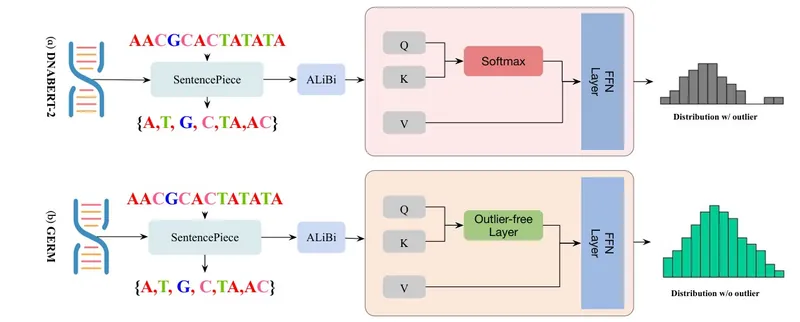 (a) DNABERT-2
AACGCACTATATA
SentencePiece
{A,T, G, C,TA,AC}
ALiBi
Q
K
V
Softmax
FFN
Layer
Distribution w/ outlier
(b) GERM
AACGCACTATATA
SentencePiece
{A,T, G, C,TA,AC}
ALiBi
Q
K
V
Outlier-free
Layer
FFN
Layer
Distribution w/o outlier